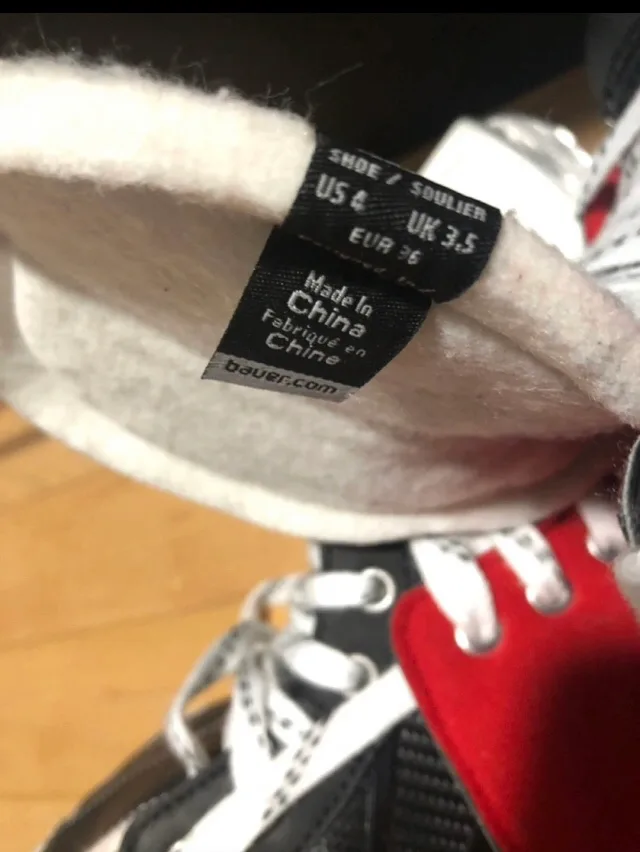 SHOE / SOULIER
US 4 UK 3.5
EUR 36
Made In
China
Fabriqué en
Chine
bauer.com